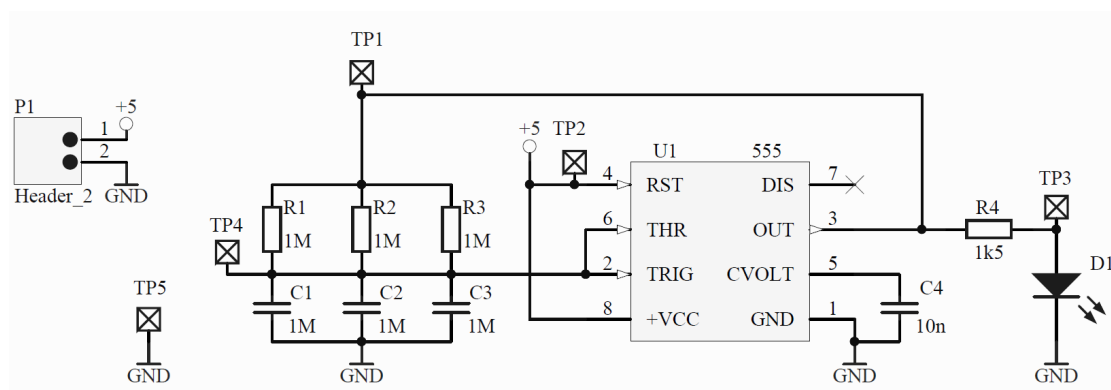 TP1
P1
+5
1
2
Header_2
GND
+5
TP2
U1
555
4
RST
DIS
7
TP3
R1
1M
R2
1M
R3
1M
TP4
6
THR
OUT
3
R4
1k5
2
TRIG
CVOLT
5
D1
C1
1M
C2
1M
C3
1M
C4
10n
TP5
8
+VCC
GND
1
GND
GND
GND
GND